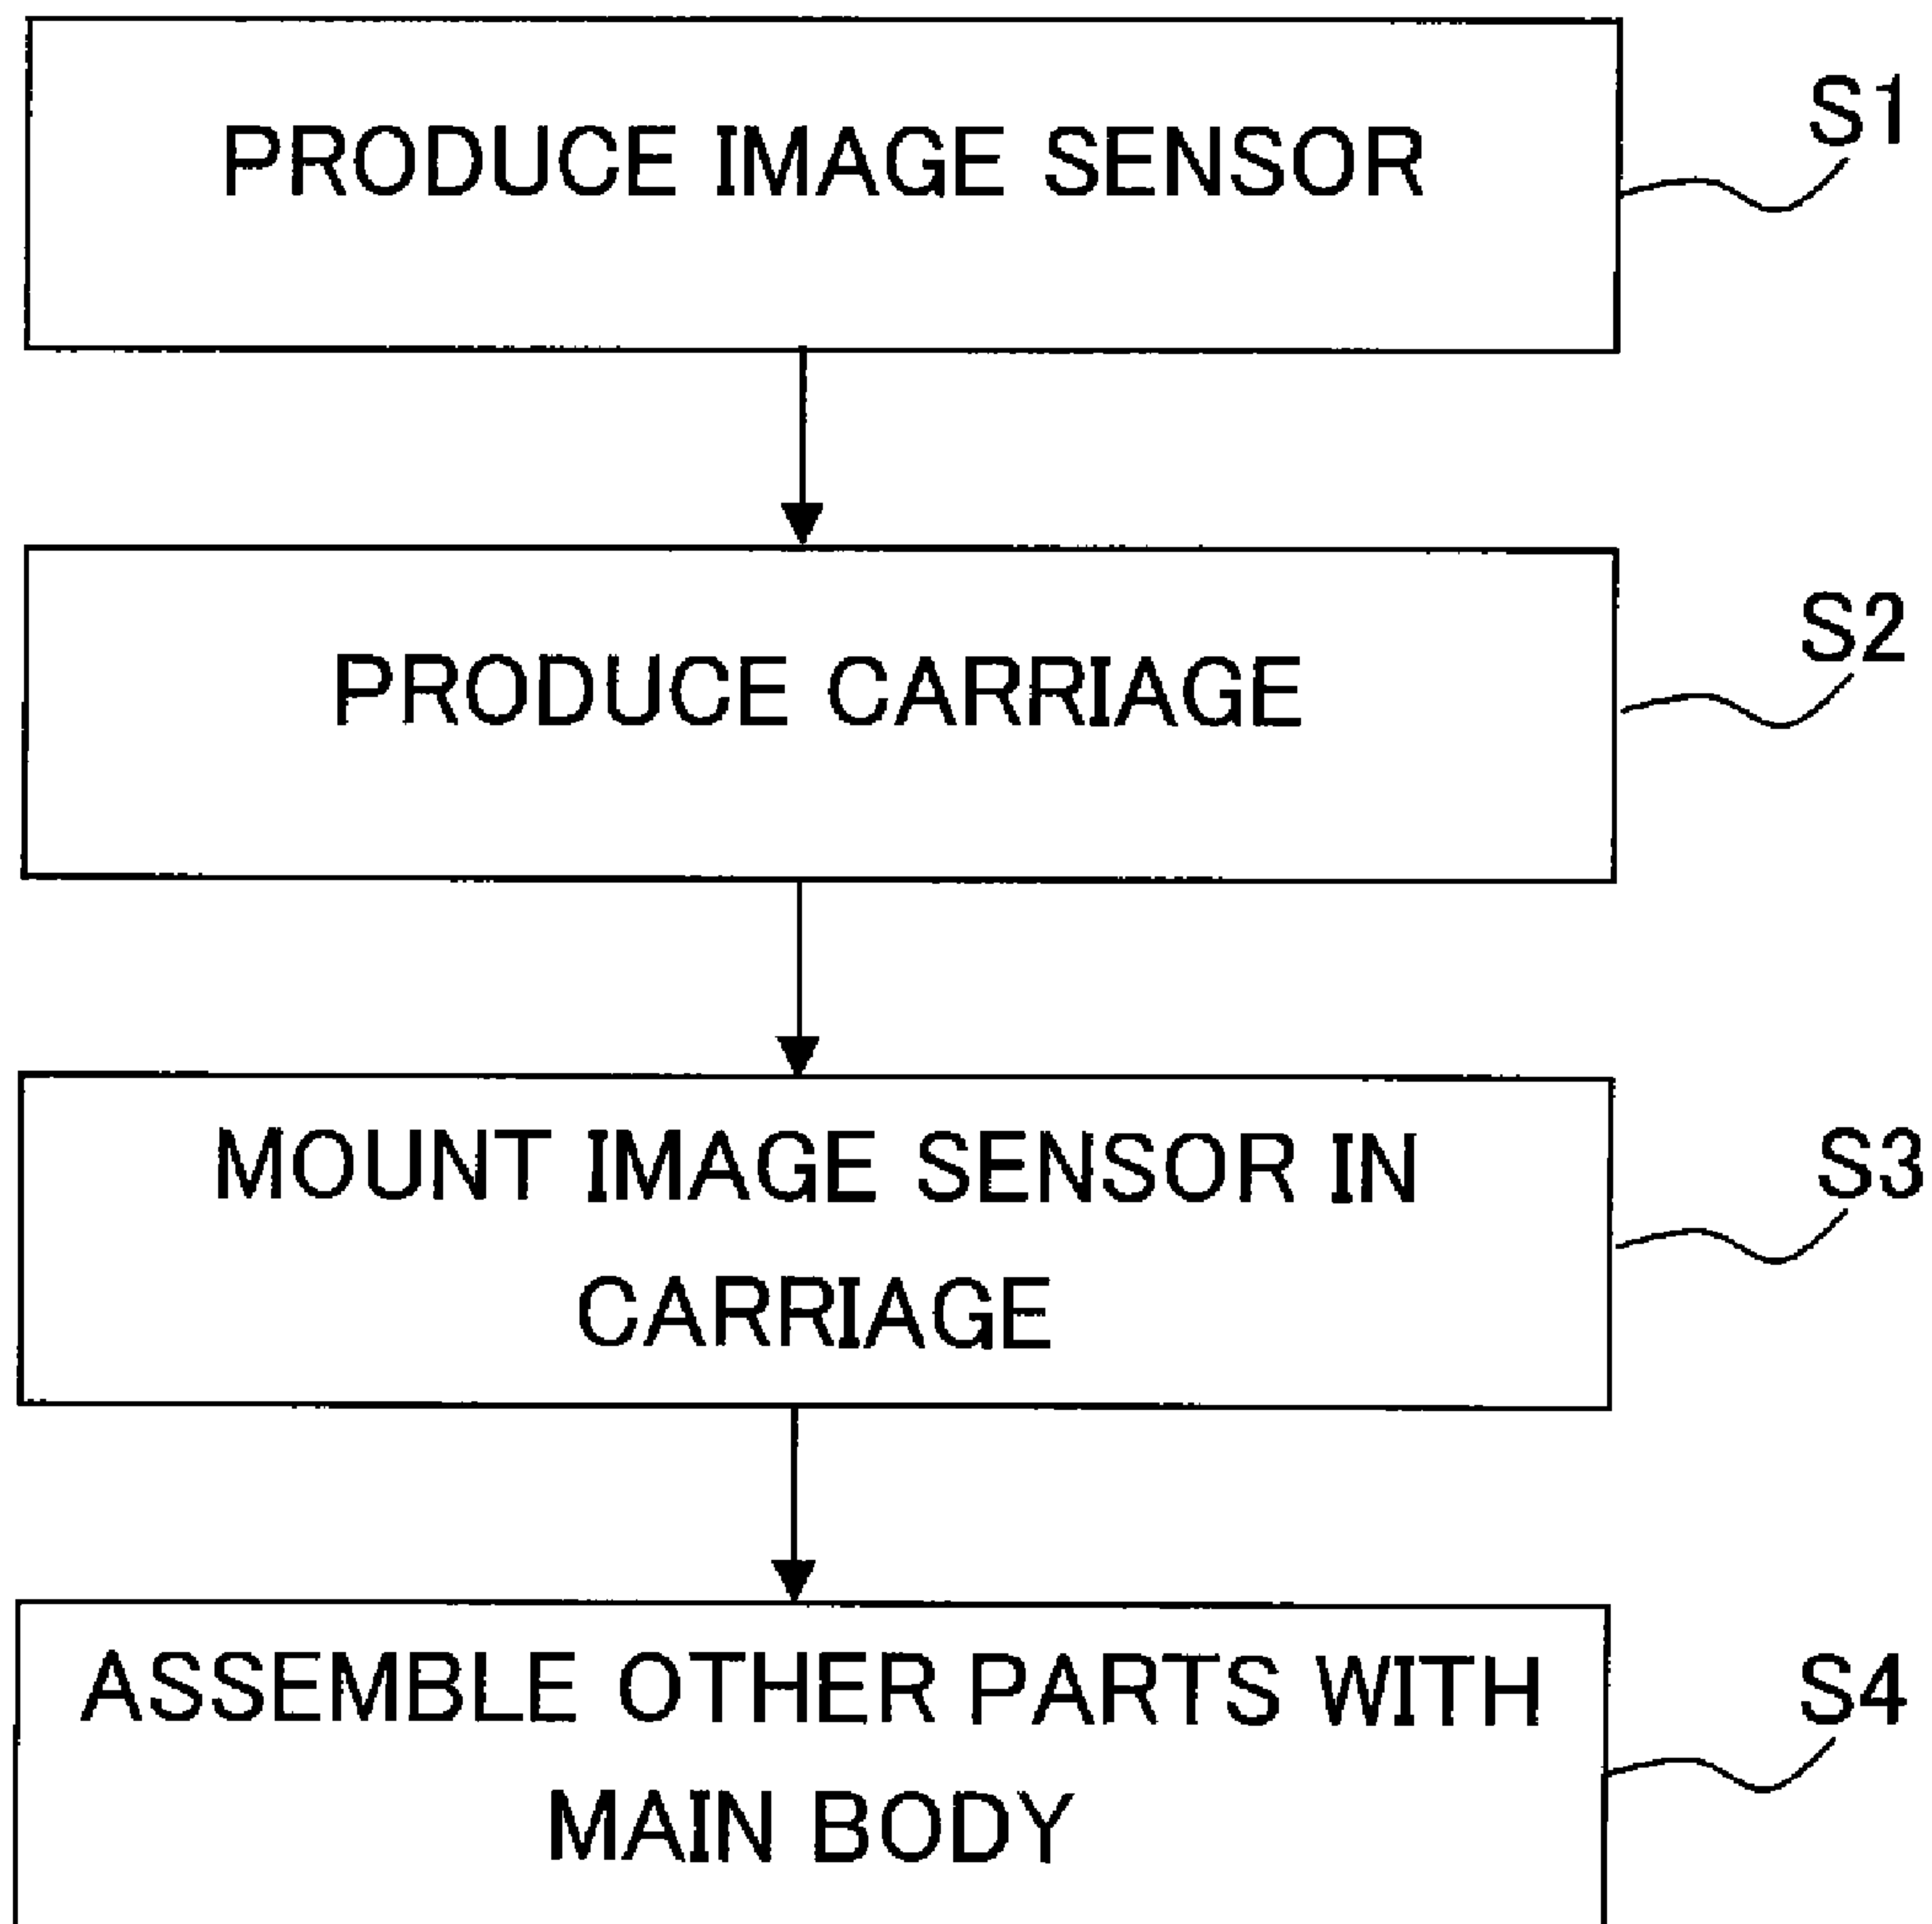 PRODUCE IMAGE SENSOR
S1
PRODUCE CARRIAGE
S2
MOUNT IMAGE SENSOR IN
CARRIAGE
S3
ASSEMBLE OTHER PARTS WITH
MAIN BODY
S4